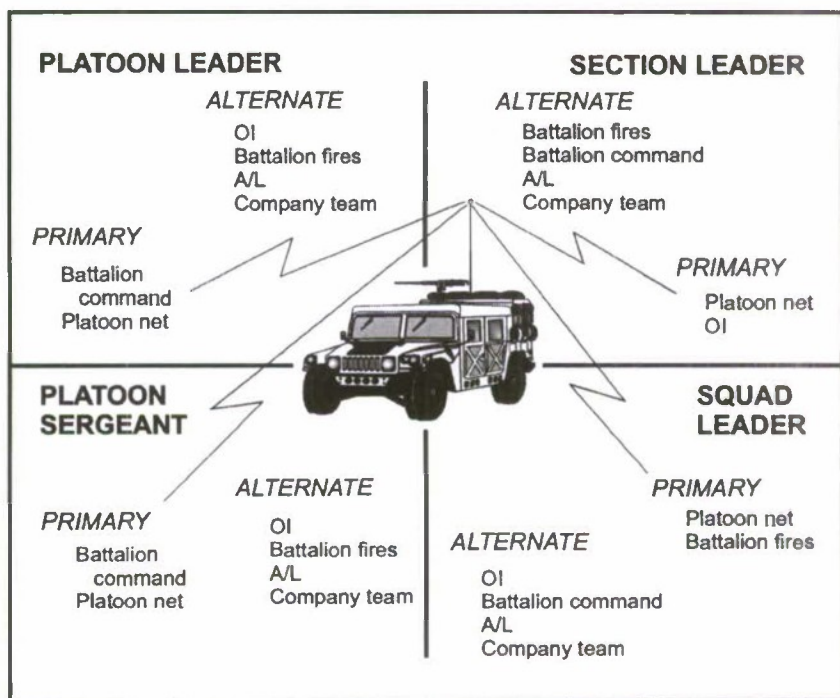 PLATOON LEADER
ALTERNATE
OI
Battalion fires
A/L
Company team
PRIMARY
Battalion
command
Platoon net
SECTION LEADER
ALTERNATE
Battalion fires
Battalion command
A/L
Company team
PRIMARY
Platoon net
OI
PLATOON
SERGEANT
PRIMARY
Battalion
command
Platoon net
ALTERNATE
OI
Battalion fires
A/L
Company team
SQUAD
LEADER
PRIMARY
Platoon net
Battalion fires
ALTERNATE
OI
Battalion command
A/L
Company team